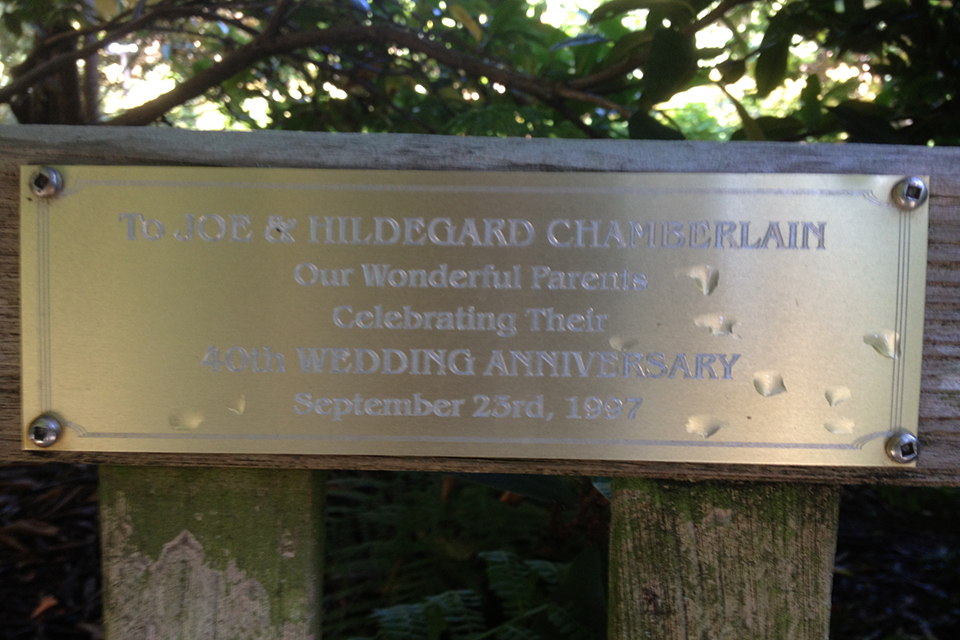 To JOE & HILDEGARD CHAMBERLAIN
Our Wonderful Parents
Celebrating Their
40th WEDDING ANNIVERSARY
September 23rd, 1997